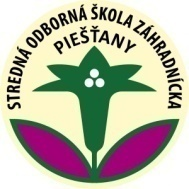 STREDNÁ ODBORNÁ ŠKOLA ZÁHRADNÍCKA
PIEŠŤANY